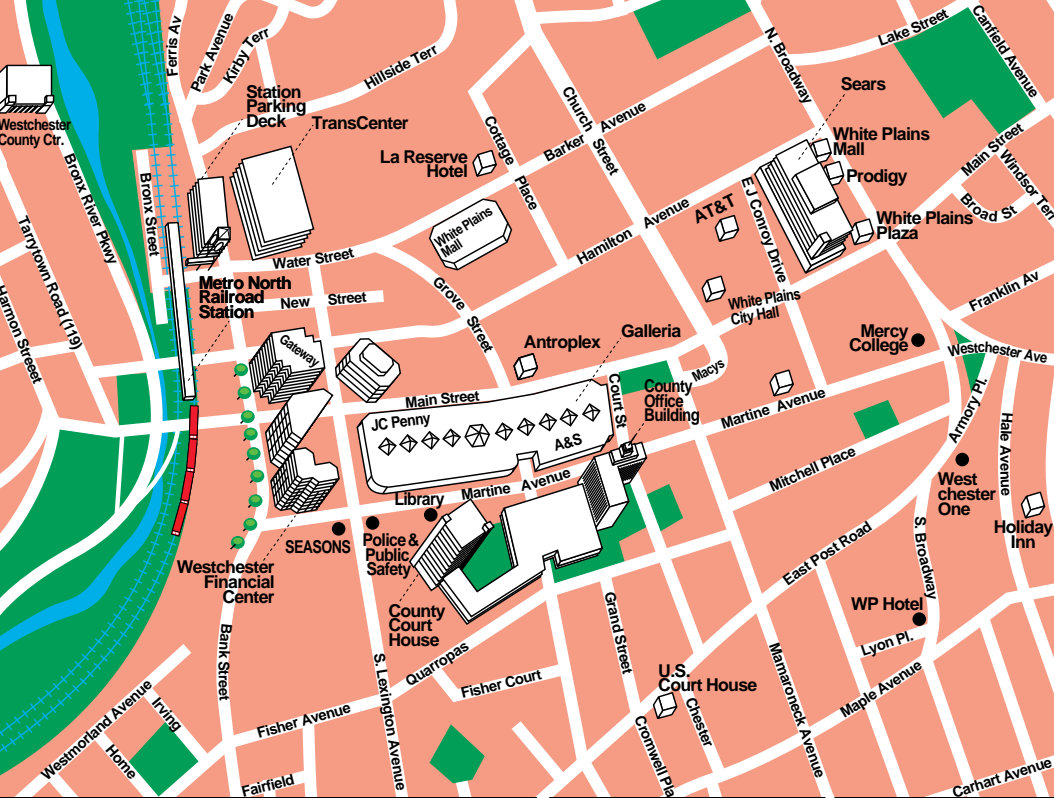 Ferris Av
Park Avenue
Kirby Terr
Hillside Terr
N. Broadway
Lake Street
Canfield Avenue
Westchester
County Ctr.
Station
Parking
Deck
TransCenter
La Reserve
Hotel
Cottage
Place
Church
Street
Barker Avenue
Sears
White Plains
Mall
Prodigy
White Plains
Plaza
Main Street
Windsor Terr
Broad St
Bronx River Pkwy
Bronx Street
Tarrytown Road (119)
Harmon Streeet
Water Street
White Plains
Mall
Hamilton Avenue
AT&T
E J Conroy Drive
Metro North
Railroad
Station
New Street
Grove Street
White Plains
City Hall
Franklin Av
Gateway
Antroplex
Galleria
Mercy
College
Westchester Ave
Main Street
JC Penny
A&S
Court St
Macys
County
Office
Building
Martine Avenue
Armory Pl.
Hale Avenue
Mitchell Place
Martine Avenue
Library
SEASONS
Police &
Public
Safety
West
chester
One
Holiday
Inn
Westchester
Financial
Center
County
Court
House
East Post Road
S. Broadway
WP Hotel
Lyon Pl.
Bank Street
S. Lexington Avenue
Quarropas
Grand Street
Fisher Court
U.S.
Court House
Mamaroneck Avenue
Maple Avenue
Westmorland Avenue
Irving
Home
Fisher Avenue
Fairfield
Cromwell Pla
Chester
Carhart Avenue